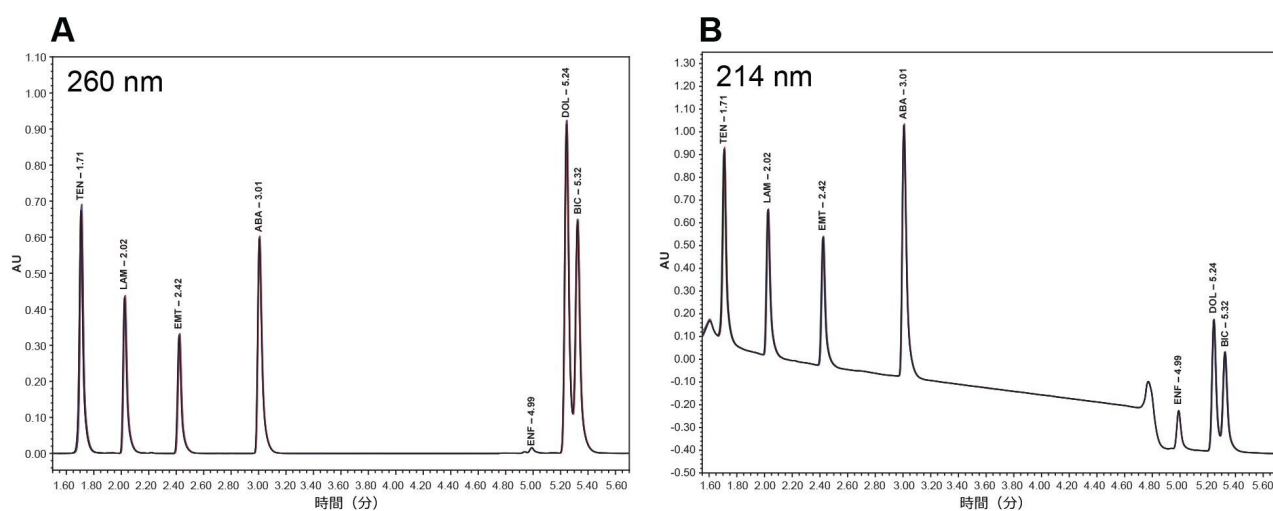 A
260 nm
AU
1.10
1.00
0.90
0.80
0.70
0.60
0.50
0.40
0.30
0.20
0.10
0.00
TEN – 1.71
LAM – 2.02
EMT – 2.42
ABA – 3.01
ENF – 4.99
DOL – 5.24
BIC – 5.32
1.60 1.80 2.00 2.20 2.40 2.60 2.80 3.00 3.20 3.40 3.60 3.80 4.00 4.20 4.40 4.60 4.80 5.00 5.20 5.40 5.60
時間（分）
B
214 nm
AU
1.30
1.20
1.10
1.00
0.90
0.80
0.70
0.60
0.50
0.40
0.30
0.20
0.10
0.00
-0.10
-0.20
-0.30
-0.40
-0.50
TEN – 1.71
LAM – 2.02
EMT – 2.42
ABA – 3.01
ENF – 4.99
DOL – 5.24
BIC – 5.32
1.60 1.80 2.00 2.20 2.40 2.60 2.80 3.00 3.20 3.40 3.60 3.80 4.00 4.20 4.40 4.60 4.80 5.00 5.20 5.40 5.60
時間（分）